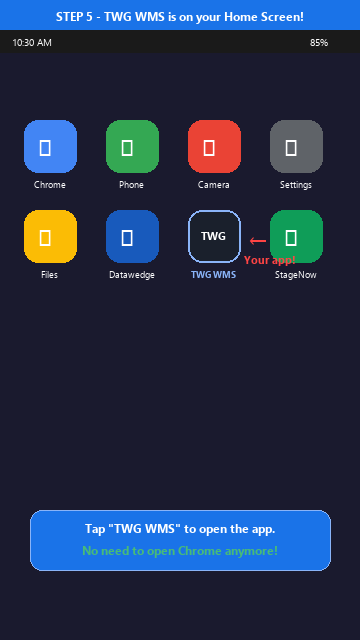 STEP 5 - TWG WMS is on your Home Screen!
10:30 AM 85%
Chrome Phone Camera Settings
TWG
←
Your app!
Files Datawedge TWG WMS StageNow
Tap "TWG WMS" to open the app.
No need to open Chrome anymore!